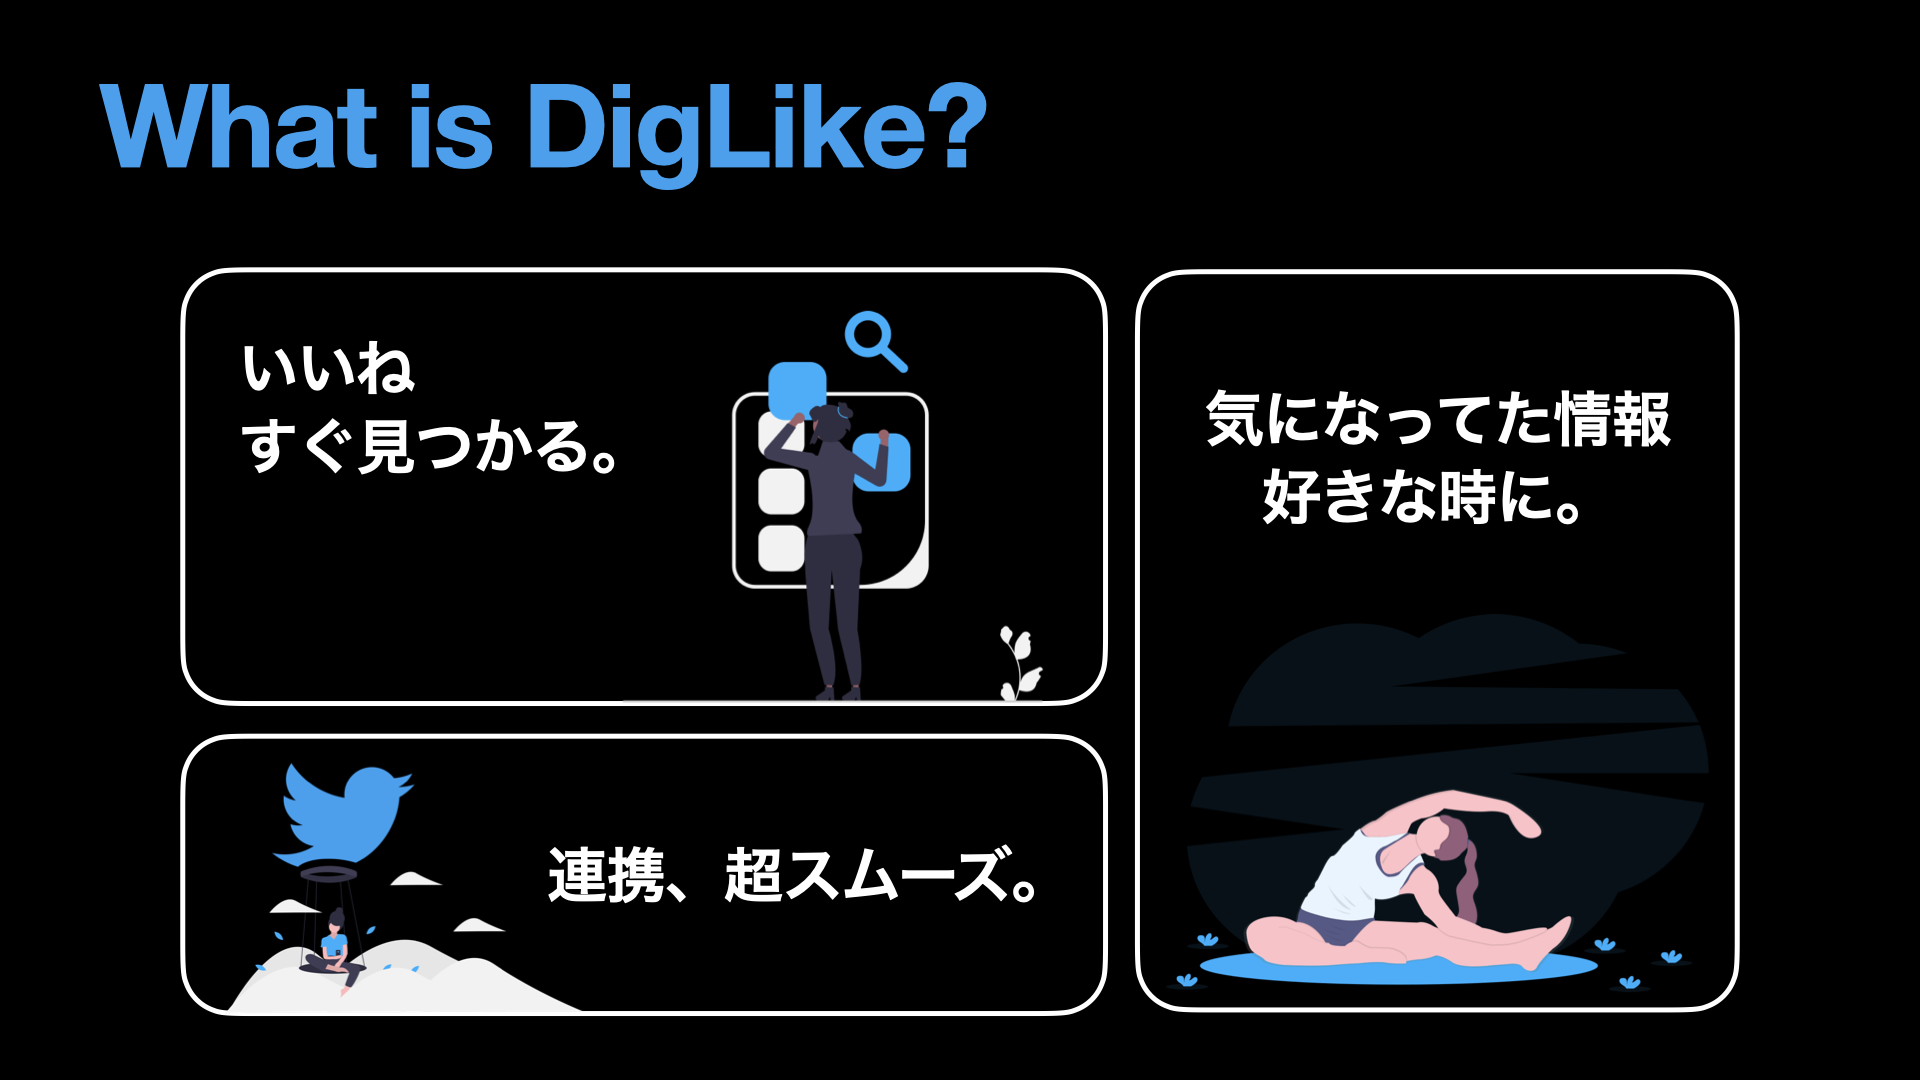 What is DigLike?
いいね
すぐ見つかる。
気になってた情報
好きな時に。
連携、超スムーズ。